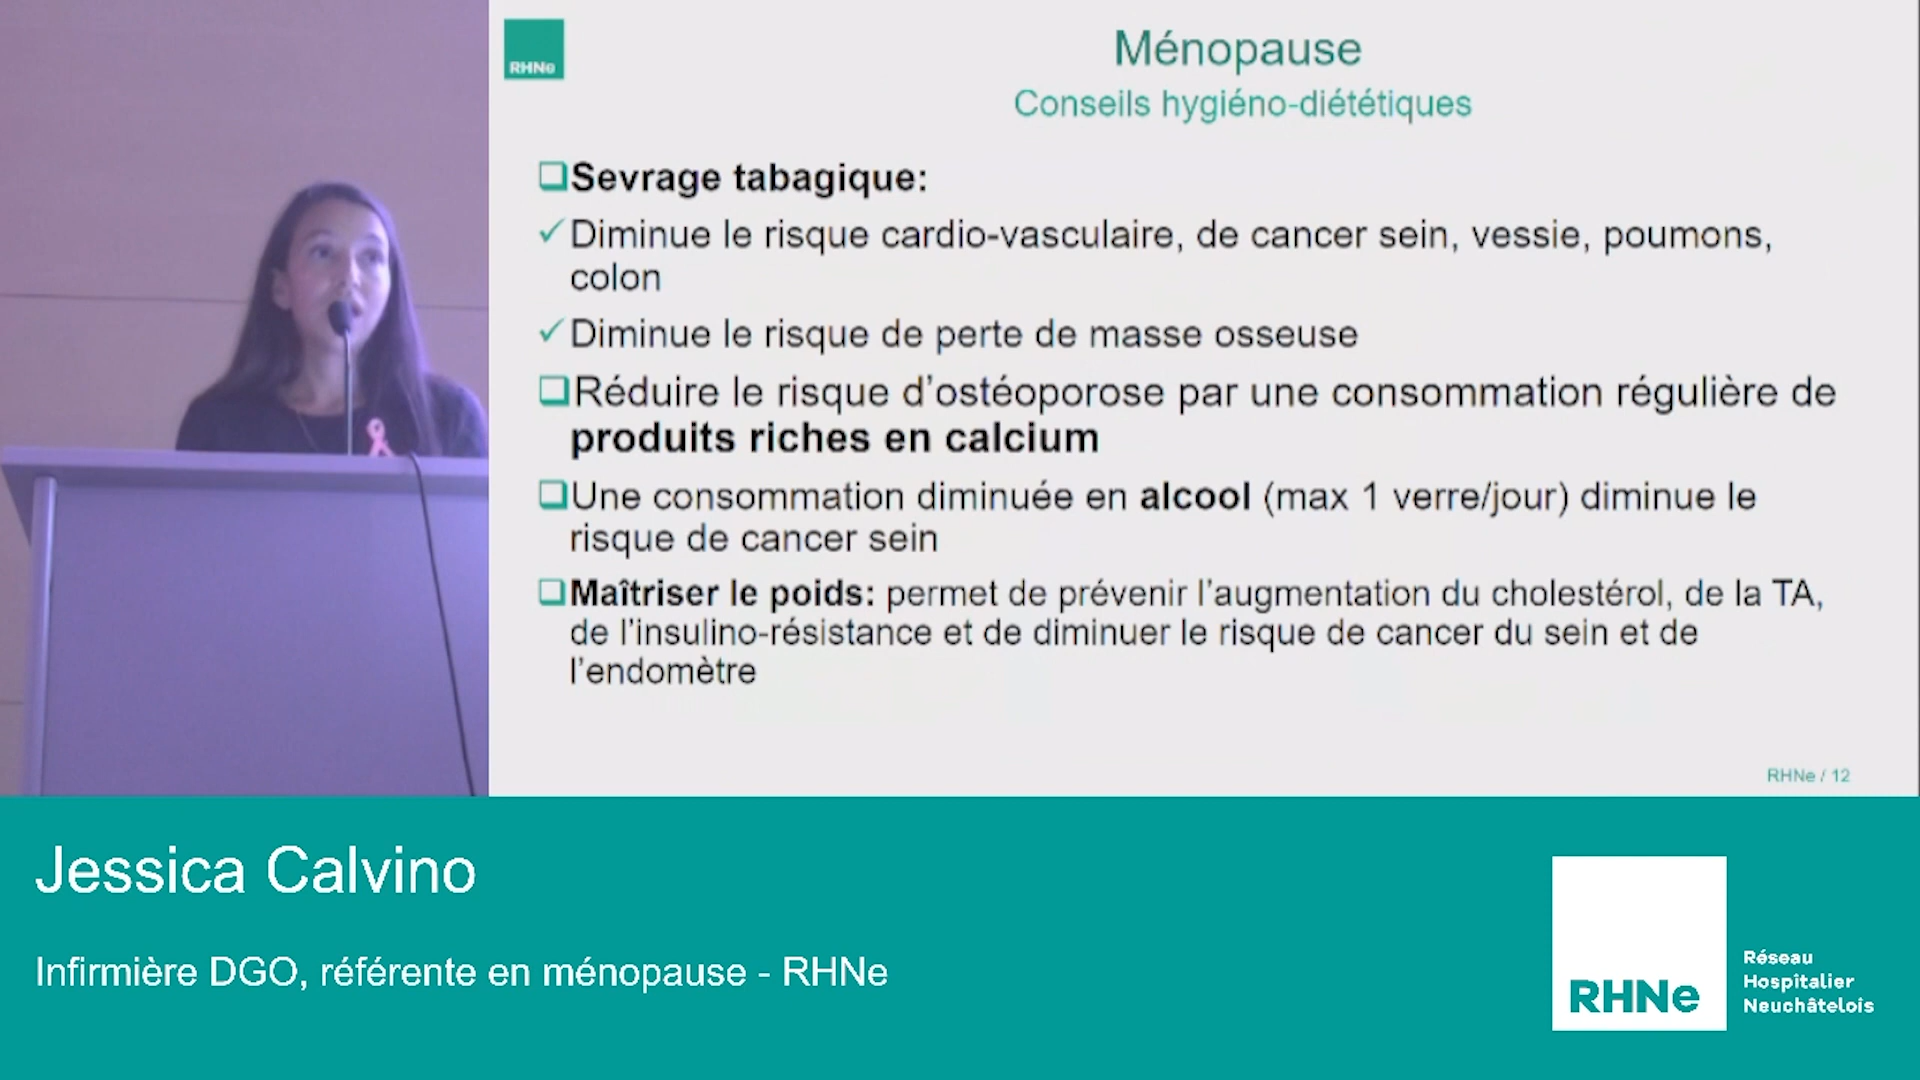 RHNe
Ménopause
Conseils hygiéno-diététiques
Sevrage tabagique:
Diminue le risque cardio-vasculaire, de cancer sein, vessie, poumons,
colon
Diminue le risque de perte de masse osseuse
Réduire le risque d'ostéoporose par une consommation régulière de
produits riches en calcium
Une consommation diminuée en alcool (max 1 verre/jour) diminue le
risque de cancer sein
Maîtriser le poids: permet de prévenir l'augmentation du cholestérol, de la TA,
de l'insulino-résistance et de diminuer le risque de cancer du sein et de
l'endomètre
RHNe / 12
Jessica Calvino
Infirmière DGO, référente en ménopause - RHNe
RHNe
Réseau
Hospitalier
Neuchâtelois